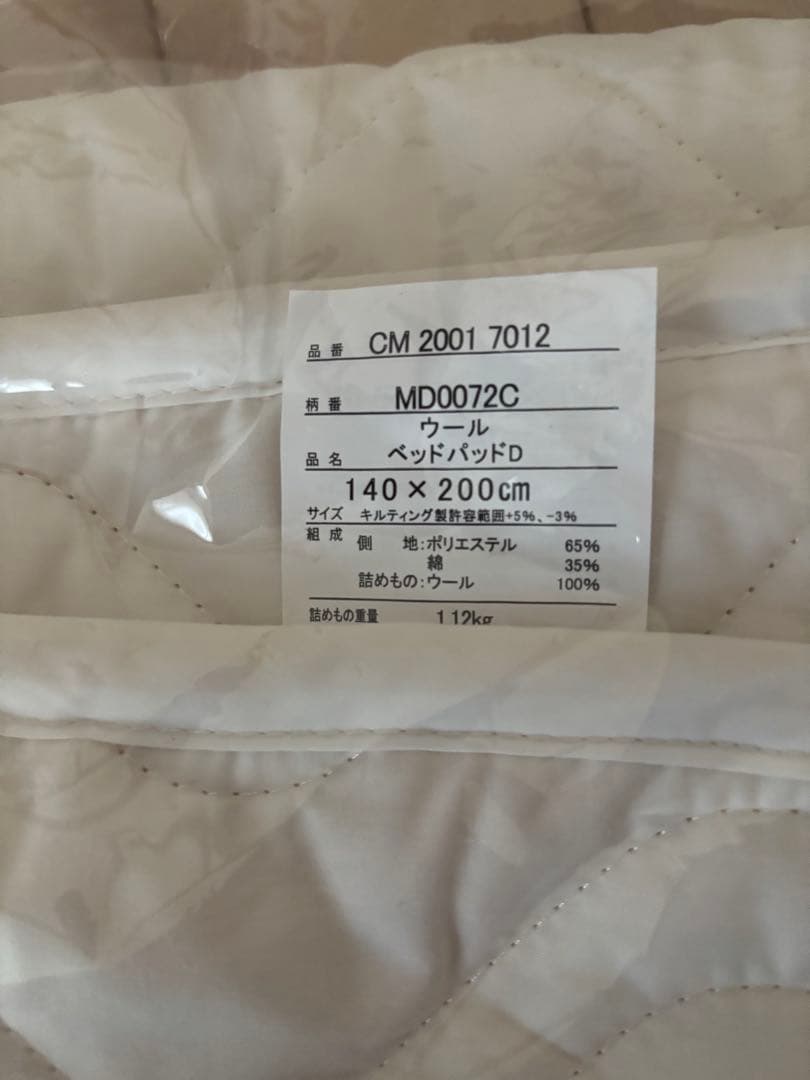 品番 CM 2001 7012
柄番 MD0072C
ウール
品名 ベッドパッドD
140×200cm
サイズ キルティング製許容範囲+5%、-3%
組成 側 地:ポリエステル 65%
綿 35%
詰めもの:ウール 100%
詰めもの重量 1.12kg